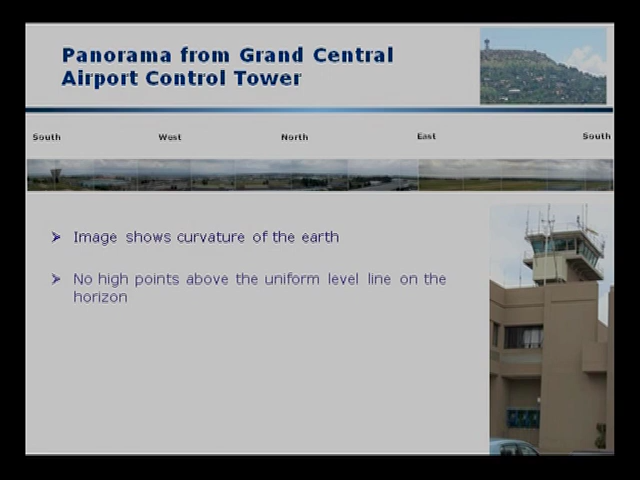 Panorama from Grand Central
Airport Control Tower
South West North East South
➢ Image shows curvature of the earth
➢ No high points above the uniform level line on the
horizon